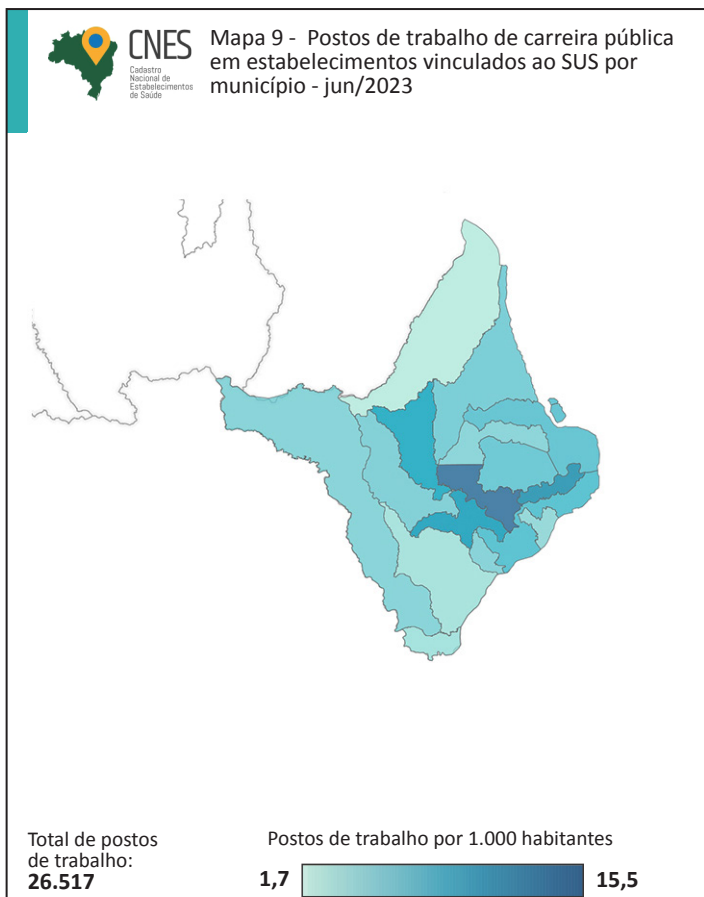 CNES
Cadastro
Nacional de
Estabelecimentos
de Saúde
Mapa 9 - Postos de trabalho de carreira pública
em estabelecimentos vinculados ao SUS por
município - jun/2023
Total de postos
de trabalho:
26.517
Postos de trabalho por 1.000 habitantes
1,7
15,5